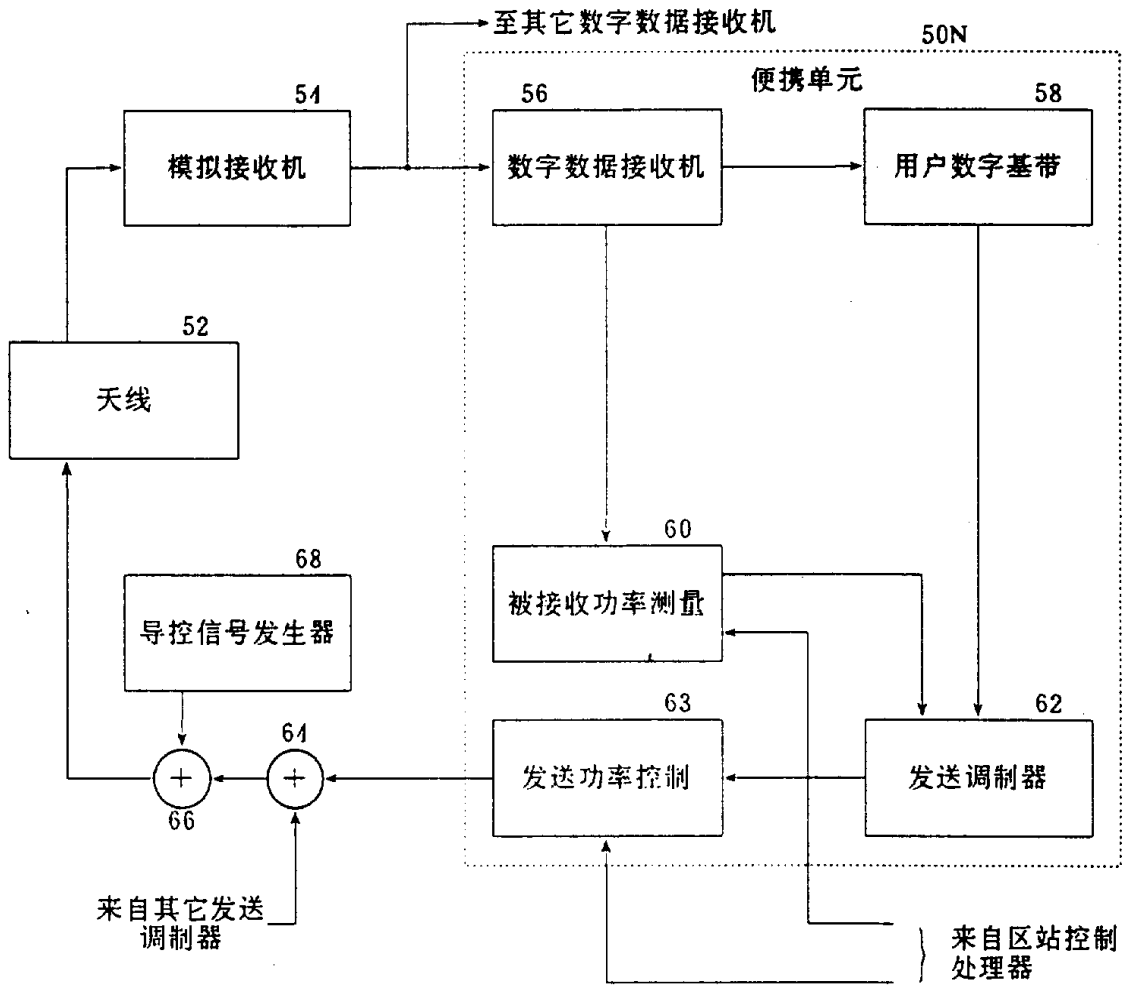 至其它数字数据接收机
50N
便携单元
54
模拟接收机
56
数字数据接收机
58
用户数字基带
52
天线
60
被接收功率测量
68
导控信号发生器
63
发送功率控制
62
发送调制器
64
+
+
66
来自其它发送
调制器
来自区站控制
处理器